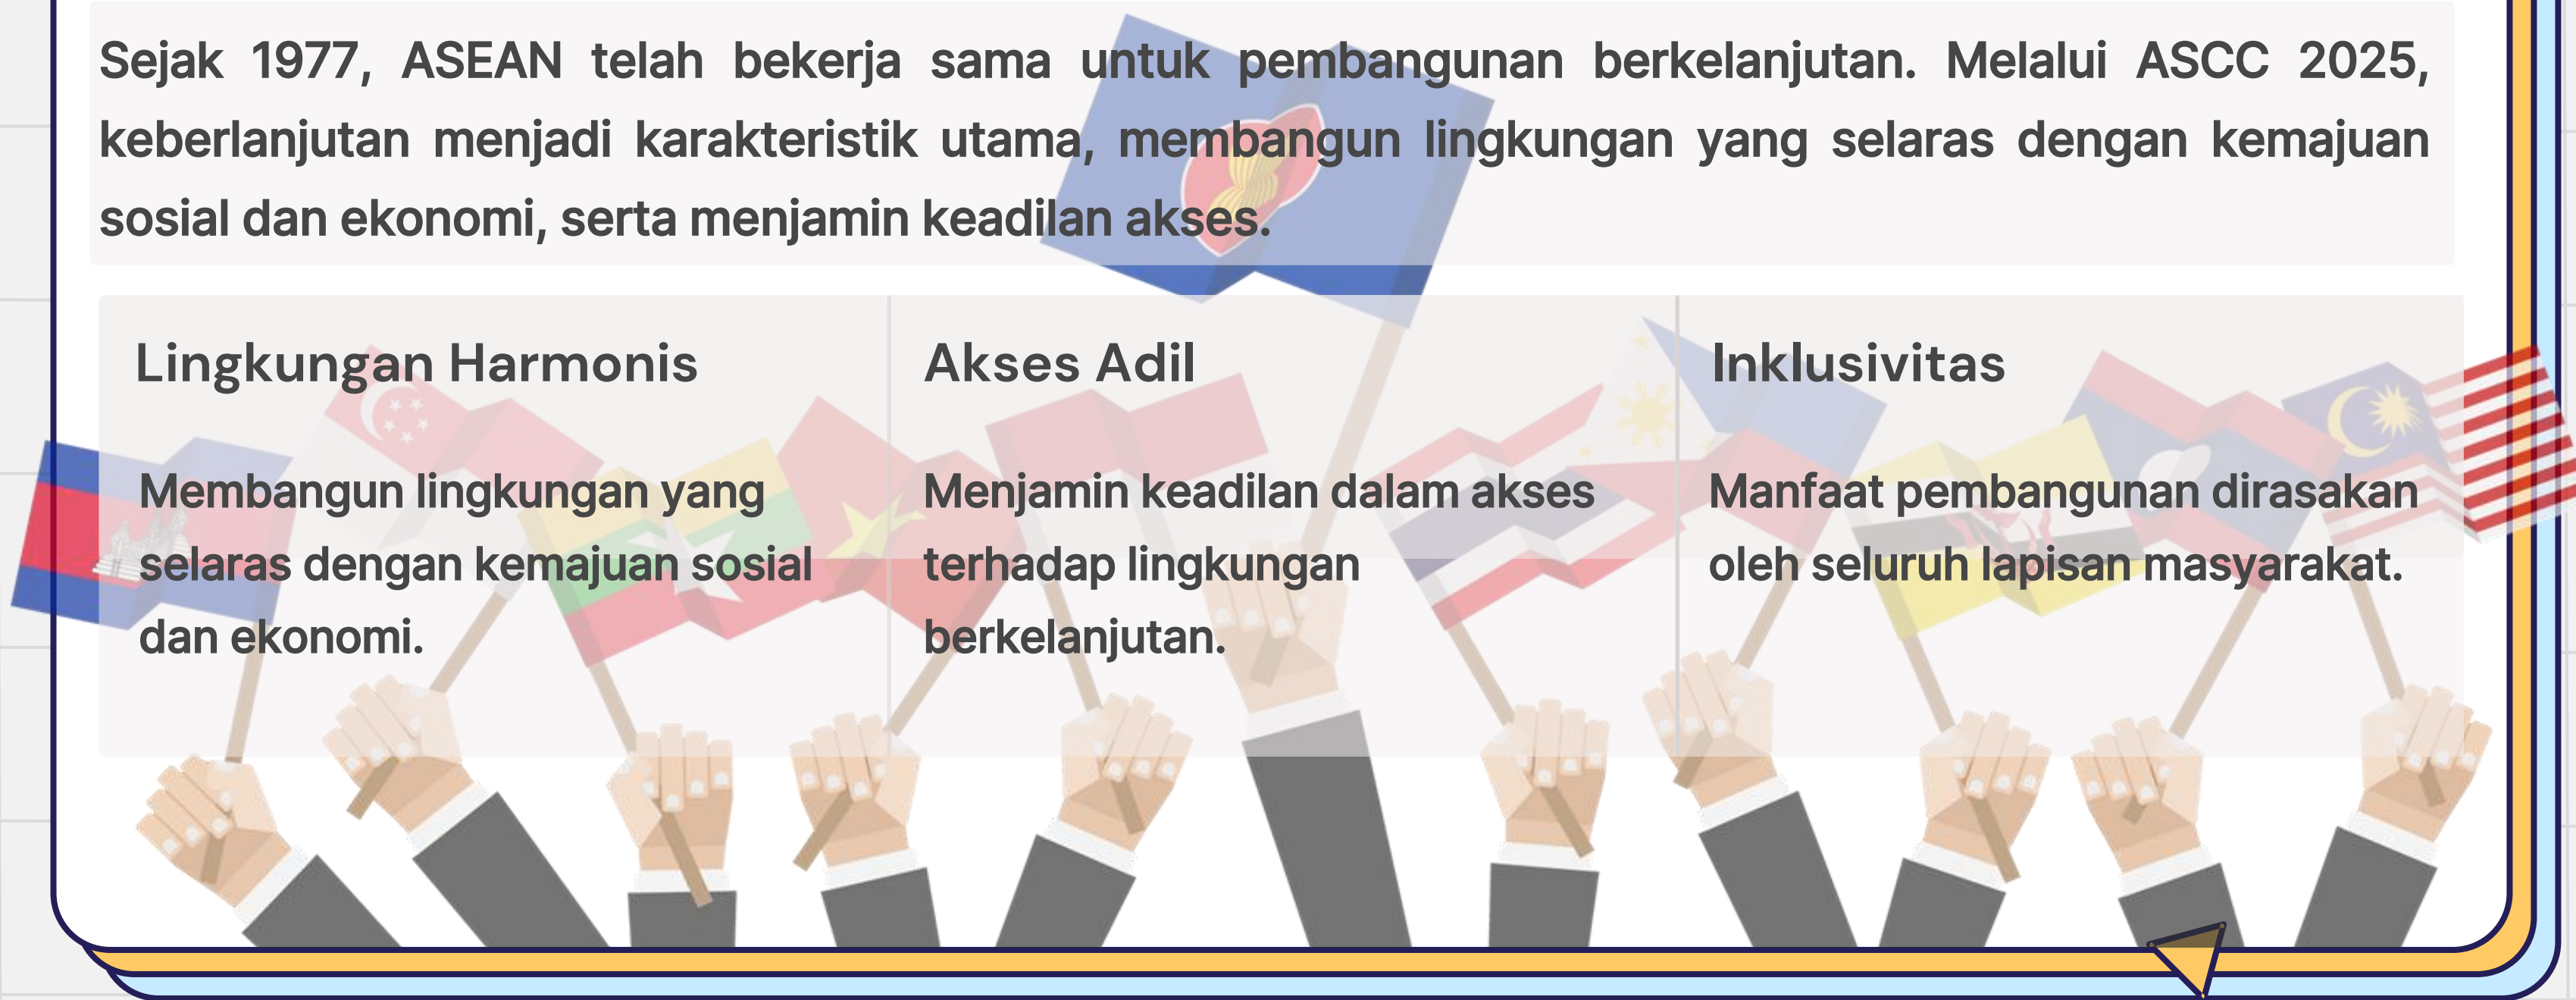 Sejak 1977, ASEAN telah bekerja sama untuk pembangunan berkelanjutan. Melalui ASCC 2025,
keberlanjutan menjadi karakteristik utama, membangun lingkungan yang selaras dengan kemajuan
sosial dan ekonomi, serta menjamin keadilan akses.
Lingkungan Harmonis
Membangun lingkungan yang
selaras dengan kemajuan sosial
dan ekonomi.
Akses Adil
Menjamin keadilan dalam akses
terhadap lingkungan
berkelanjutan.
Inklusivitas
Manfaat pembangunan dirasakan
oleh seluruh lapisan masyarakat.